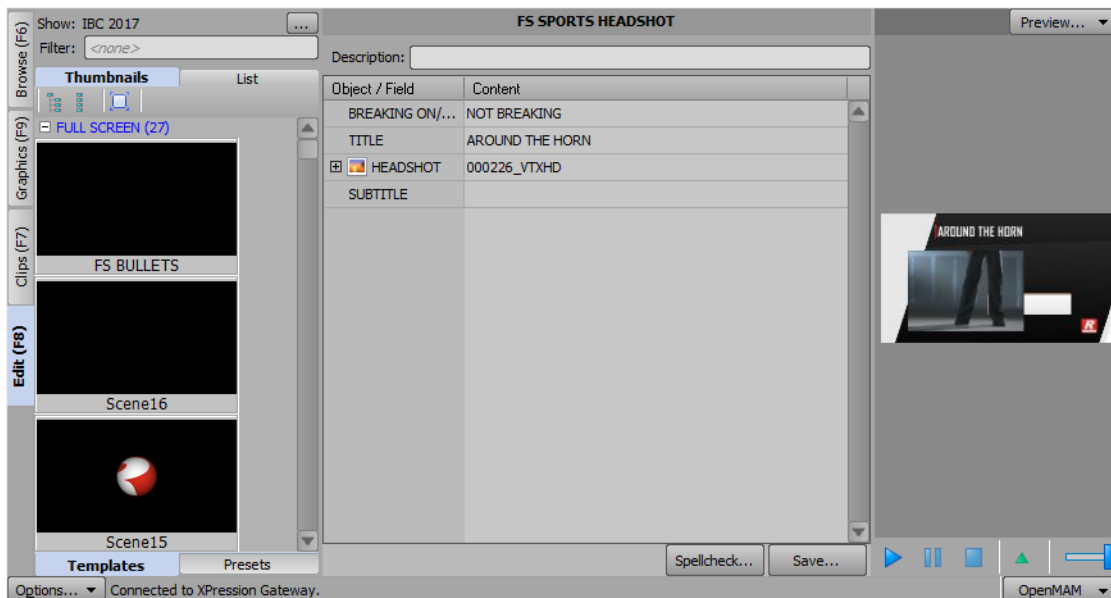 Show: IBC 2017
...
FS SPORTS HEADSHOT
Preview...
Filter: <none>
Description:
Thumbnails
List
Object / Field
Content
BREAKING ON/...
NOT BREAKING
TITLE
AROUND THE HORN
HEADSHOT
000226_VTXHD
SUBTITLE
Browse (F6)
Graphics (F9)
Clips (F7)
Edit (F8)
FULL SCREEN (27)
FS BULLETS
Scene16
Scene15
AROUND THE HORN
R
Templates
Presets
Spellcheck...
Save...
Options...
Connected to XPression Gateway.
OpenMAM